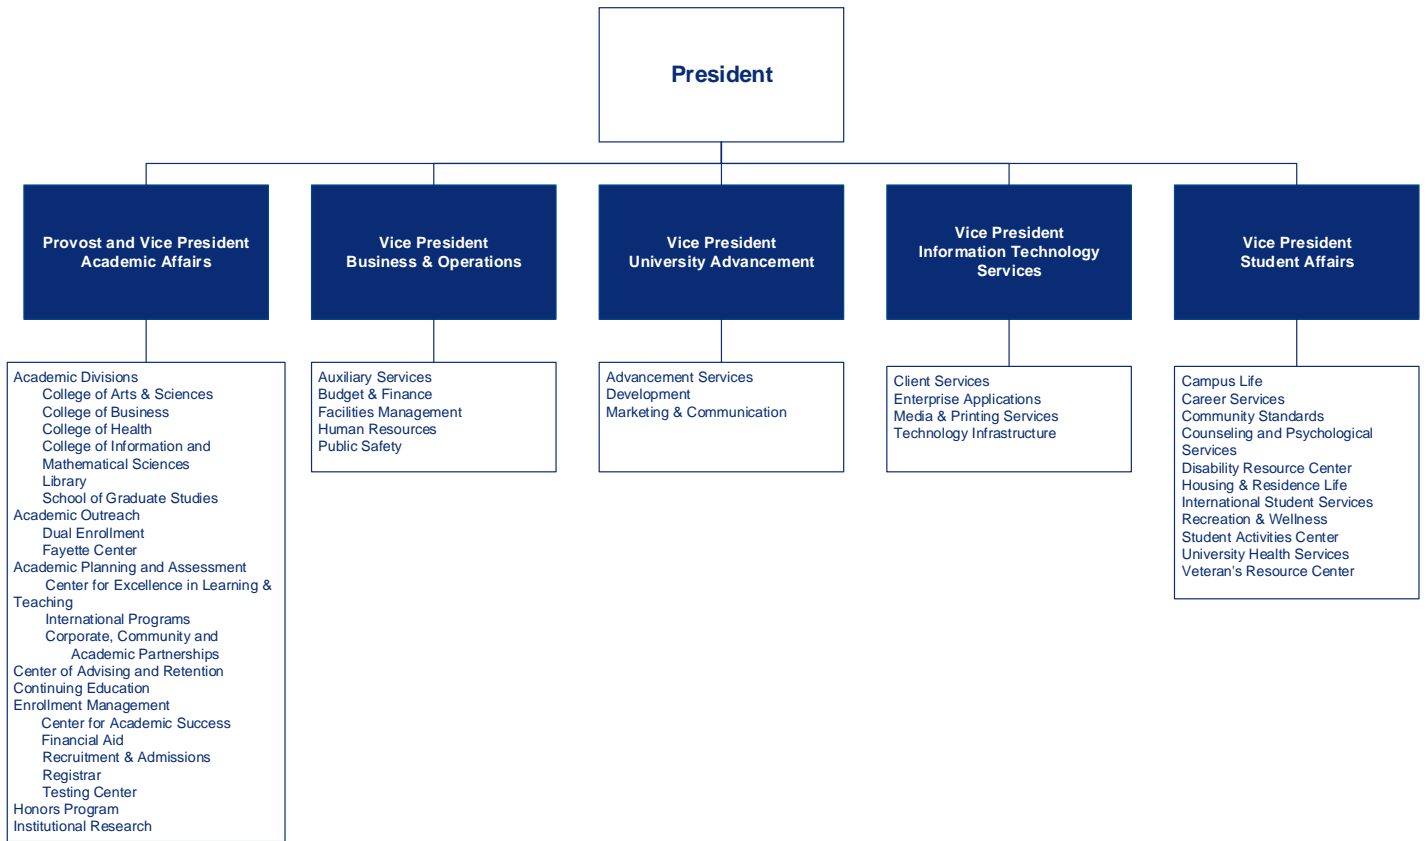 President
Provost and Vice President
Academic Affairs
Vice President
Business & Operations
Vice President
University Advancement
Vice President
Information Technology
Services
Vice President
Student Affairs
Academic Divisions
College of Arts & Sciences
College of Business
College of Health
College of Information and
Mathematical Sciences
Library
School of Graduate Studies
Academic Outreach
Dual Enrollment
Fayette Center
Academic Planning and Assessment
Center for Excellence in Learning &
Teaching
International Programs
Corporate, Community and
Academic Partnerships
Center of Advising and Retention
Continuing Education
Enrollment Management
Center for Academic Success
Financial Aid
Recruitment & Admissions
Registrar
Testing Center
Honors Program
Institutional Research
Auxiliary Services
Budget & Finance
Facilities Management
Human Resources
Public Safety
Advancement Services
Development
Marketing & Communication
Client Services
Enterprise Applications
Media & Printing Services
Technology Infrastructure
Campus Life
Career Services
Community Standards
Counseling and Psychological
Services
Disability Resource Center
Housing & Residence Life
International Student Services
Recreation & Wellness
Student Activities Center
University Health Services
Veteran's Resource Center